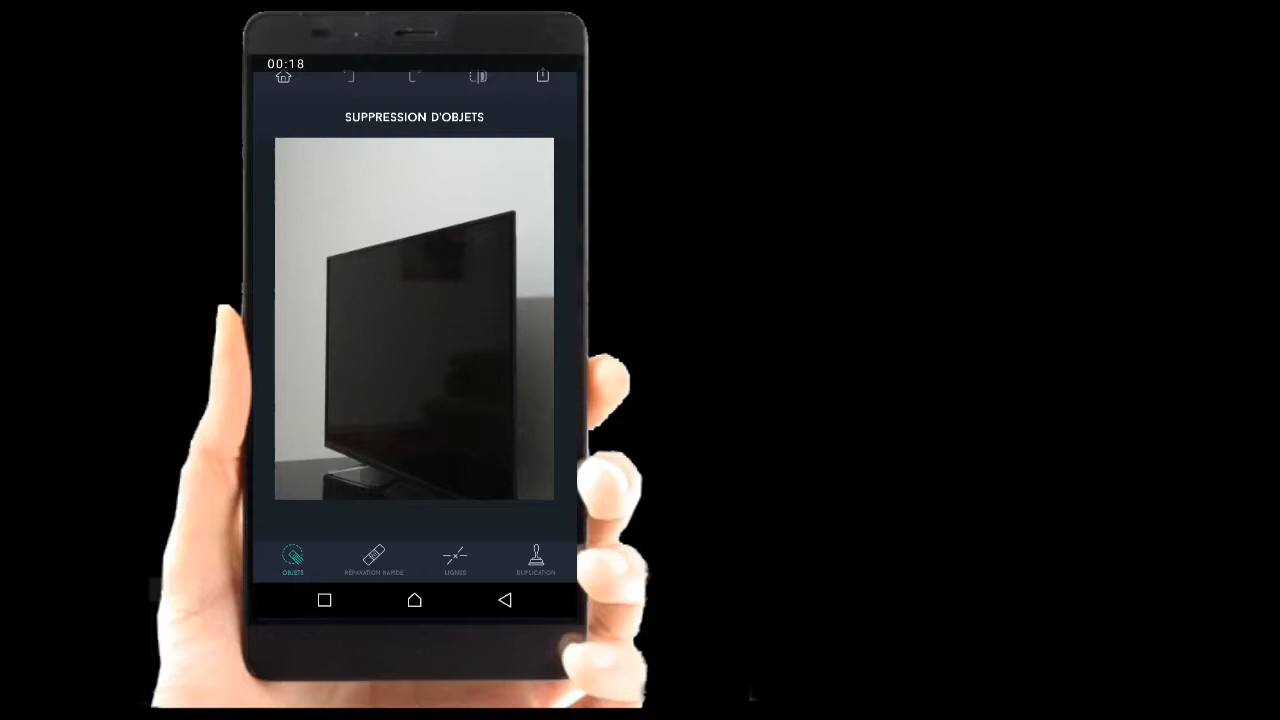 00:18
SUPPRESSION D'OBJETS
OBJETS
RÉPARATION RAPIDE
LIGNES
DUPLICATION